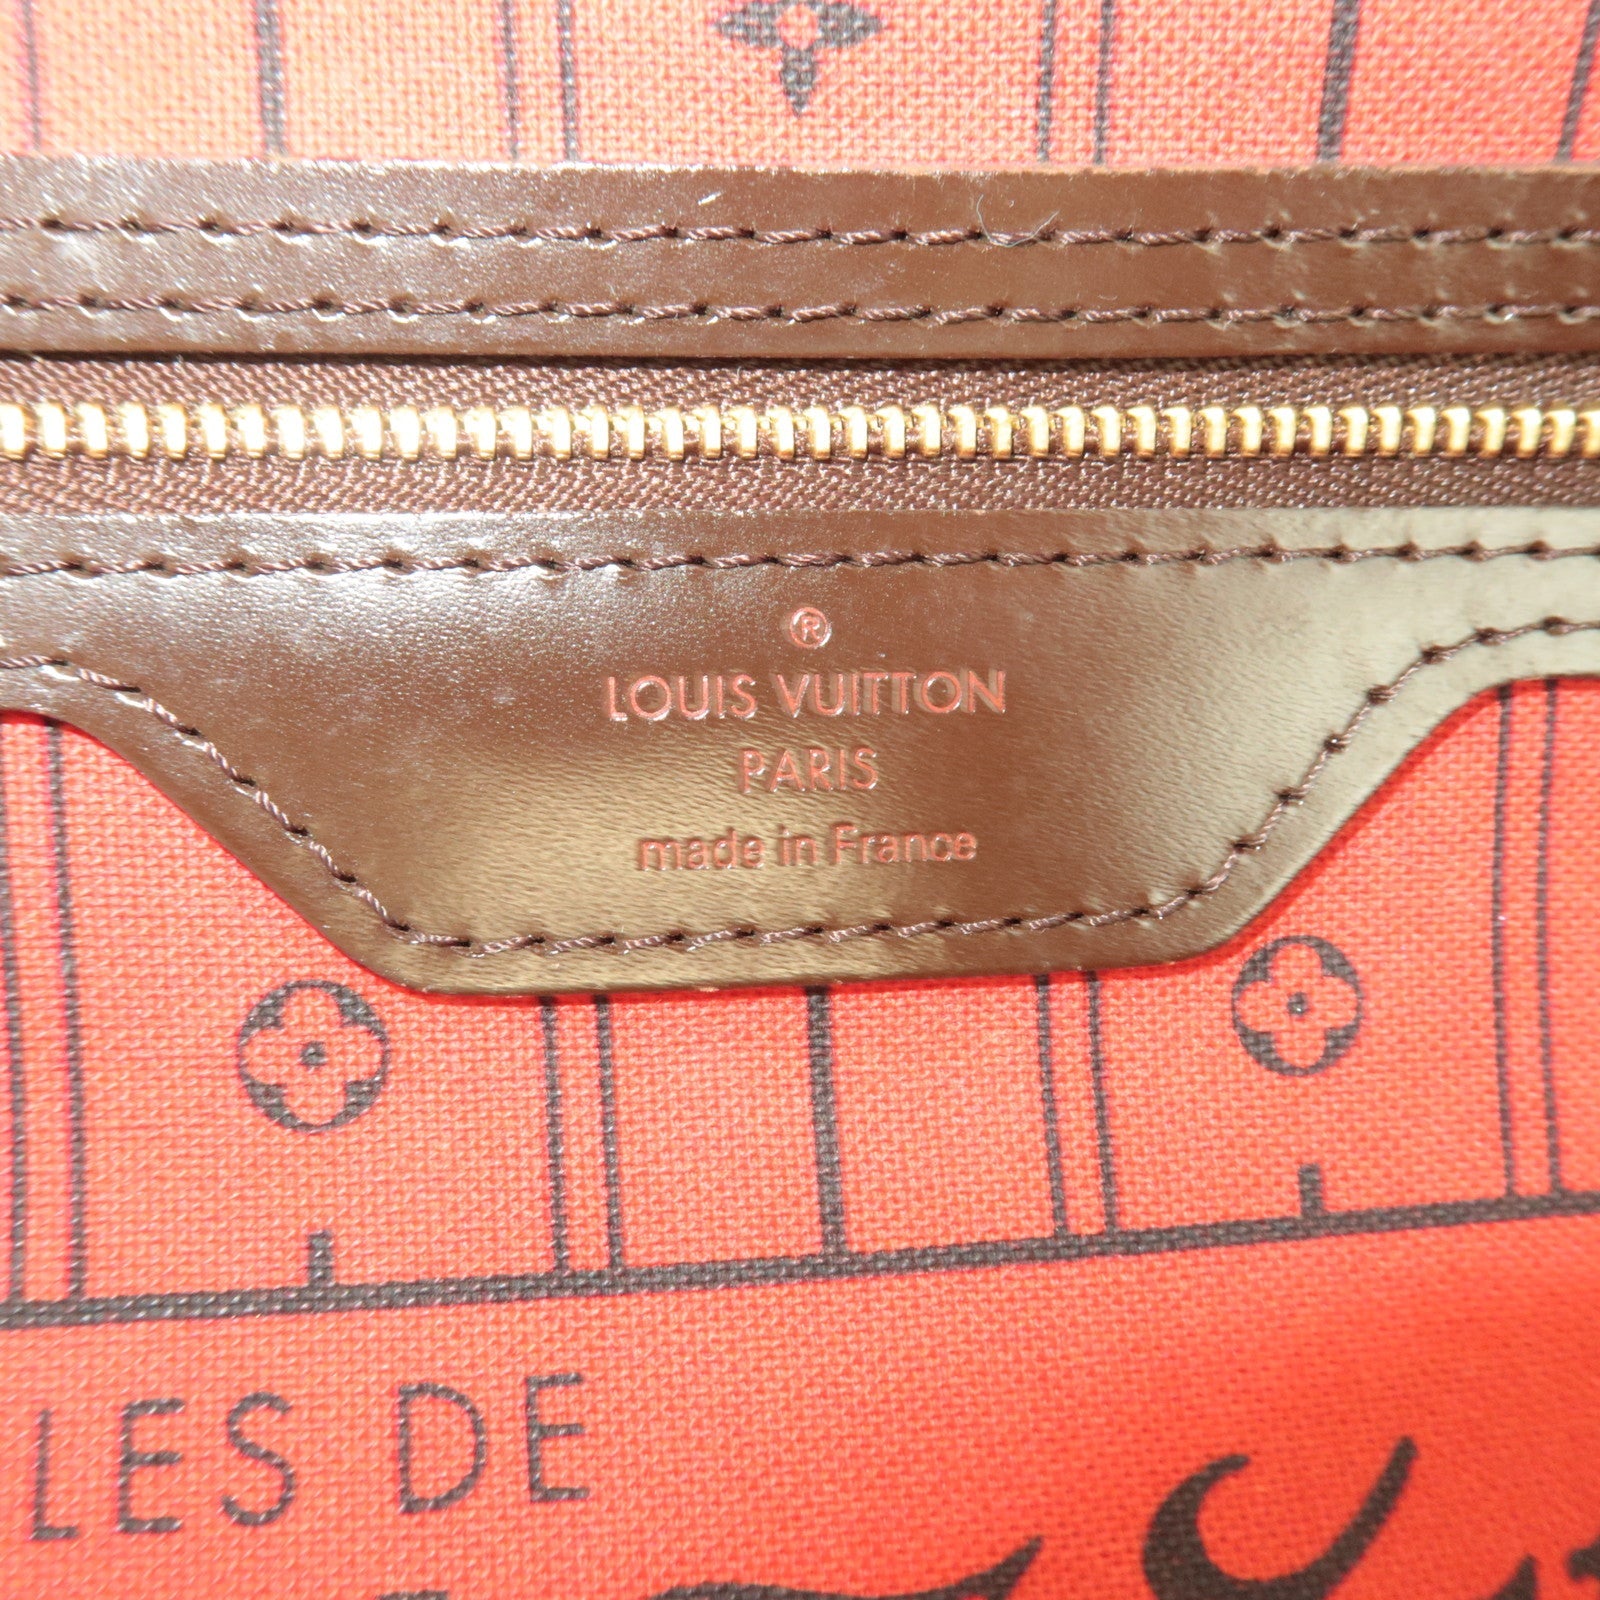 ®
LOUIS VUITTON
PARIS
made in France
LES DE